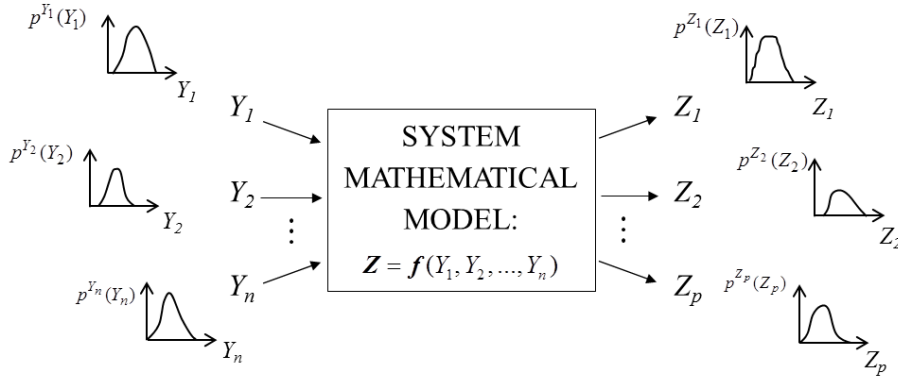 p^{Y_1}(Y_1)
Y_1
p^{Y_2}(Y_2)
Y_2
p^{Y_n}(Y_n)
Y_n
Y_1
Y_2
⋮
Y_n
SYSTEM
MATHEMATICAL
MODEL:
Z = f(Y_1, Y_2, ..., Y_n)
Z_1
Z_2
⋮
Z_p
p^{Z_1}(Z_1)
Z_1
p^{Z_2}(Z_2)
Z_2
p^{Z_p}(Z_p)
Z_p